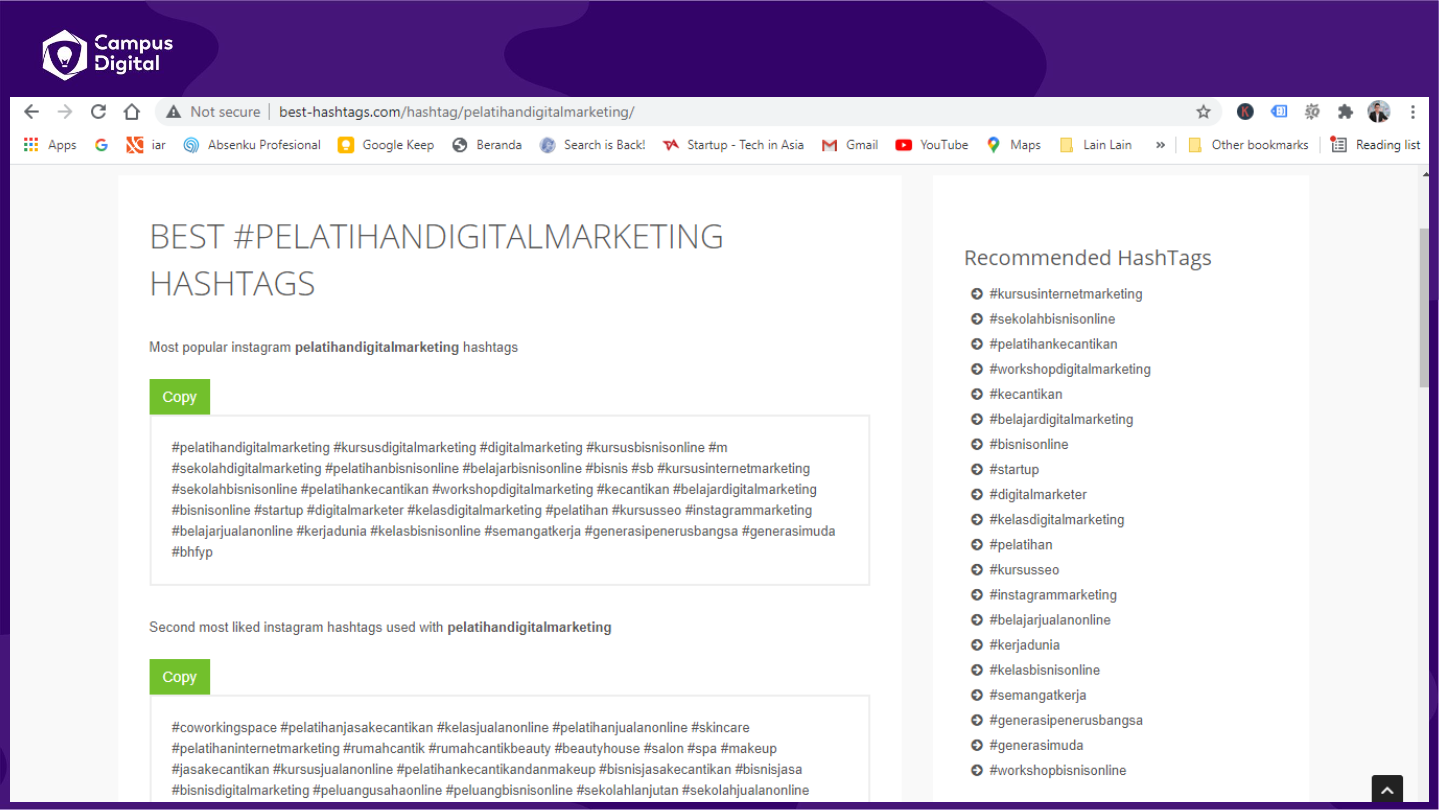 Campus
Digital
Not secure | best-hashtags.com/hashtag/pelatihandigitalmarketing/
Apps iar Absenku Profesional Google Keep Beranda Search is Back! Startup - Tech in Asia Gmail YouTube Maps Lain Lain » Other bookmarks Reading list
BEST #PELATIHANDIGITALMARKETING
HASHTAGS
Most popular instagram pelatihandigitalmarketing hashtags
Copy
#pelatihandigitalmarketing #kursusdigitalmarketing #digitalmarketing #kursusbisnisonline #m
#sekolahdigitalmarketing #pelatihanbisnisonline #belajarbisnisonline #bisnis #sb #kursusinternetmarketing
#sekolahbisnisonline #pelatihankecantikan #workshopdigitalmarketing #kecantikan #belajardigitalmarketing
#bisnisonline #startup #digitalmarketer #kelasdigitalmarketing #pelatihan #kursusseo #instagrammarketing
#belajarjualanonline #kerjadunia #kelasbisnisonline #semangatkerja #generasipenerusbangsa #generasimuda
#bhfyp
Second most liked instagram hashtags used with pelatihandigitalmarketing
Copy
#coworkingspace #pelatihanjasakecantikan #kelasjualanonline #pelatihanjualanonline #skincare
#pelatihaninternetmarketing #rumahcantik #rumahcantikbeauty #beautyhouse #salon #spa #makeup
#jasakecantikan #kursusjualanonline #pelatihankecantikandanmakeup #bisnisjasakecantikan #bisnisjasa
#bisnisdigitalmarketing #peluangusahaonline #peluangbisnisonline #sekolahlanjutan #sekolahjualanonline
Recommended HashTags
#kursusinternetmarketing
#sekolahbisnisonline
#pelatihankecantikan
#workshopdigitalmarketing
#kecantikan
#belajardigitalmarketing
#bisnisonline
#startup
#digitalmarketer
#kelasdigitalmarketing
#pelatihan
#kursusseo
#instagrammarketing
#belajarjualanonline
#kerjadunia
#kelasbisnisonline
#semangatkerja
#generasipenerusbangsa
#generasimuda
#workshopbisnisonline